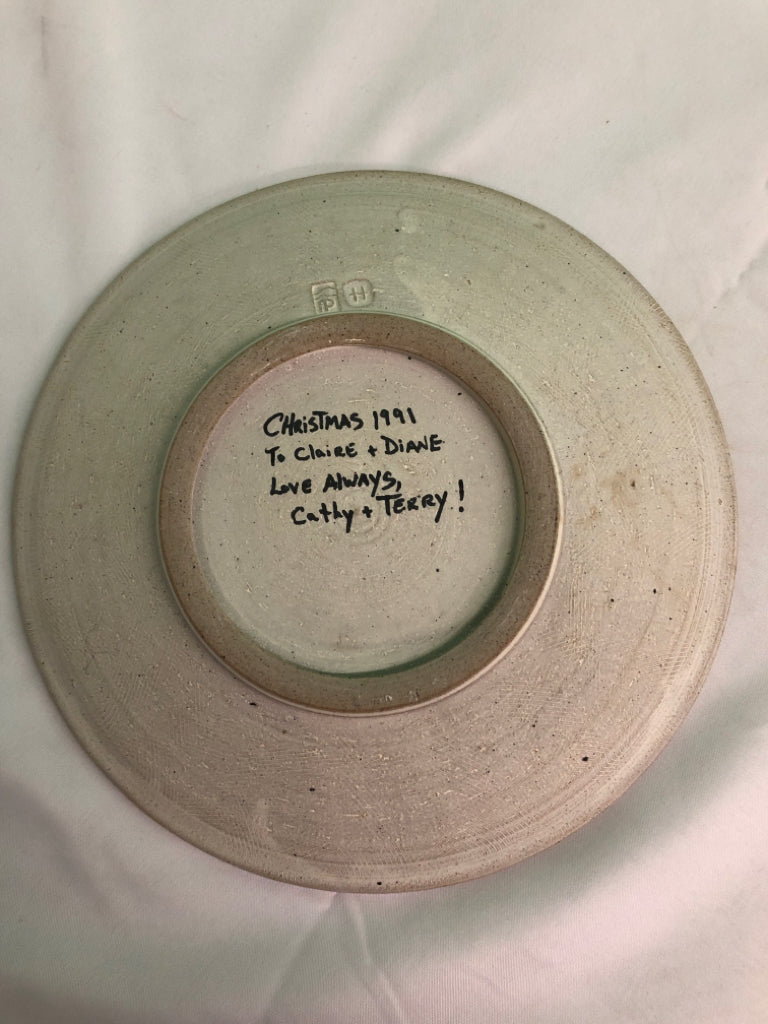 CHRISTMAS 1991
To Claire + DIANE
Love ALWAYS,
Cathy + TERRY!
H